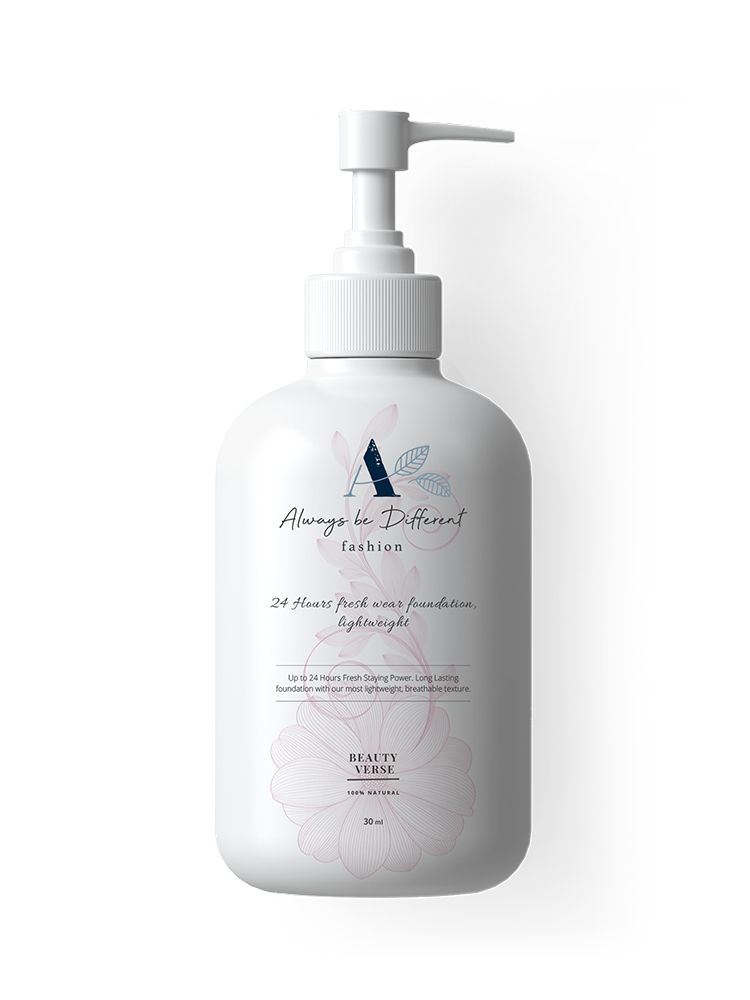 A
Always be Different
fashion
24 Hours fresh wear foundation,
lightweight
Up to 24 Hours Fresh Staying Power. Long Lasting.
foundation with our most lightweight, breathable texture.
BEAUTY
VERSE
100% NATURAL
30 ml